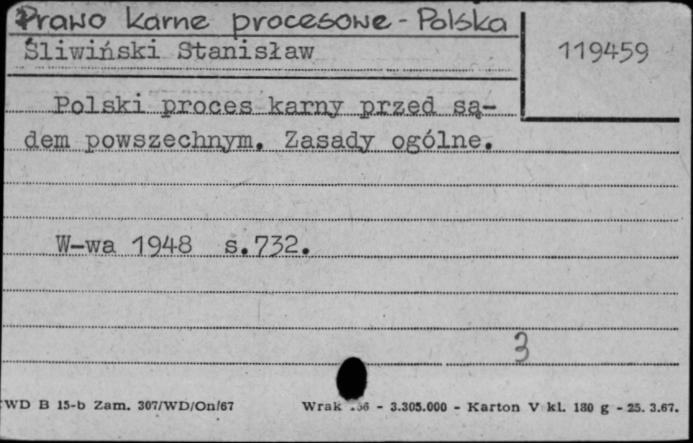 Prawo karne procesowe - Polska
Śliwiński Stanisław
119459
Polski proces karny przed są-
dem powszechnym. Zasady ogólne.
W-wa 1948 s.732.
3
WD B 15-b Zam. 307/WD/On/67 Wrak - 3.305.000 - Karton V kl. 180 g - 25. 3.67.